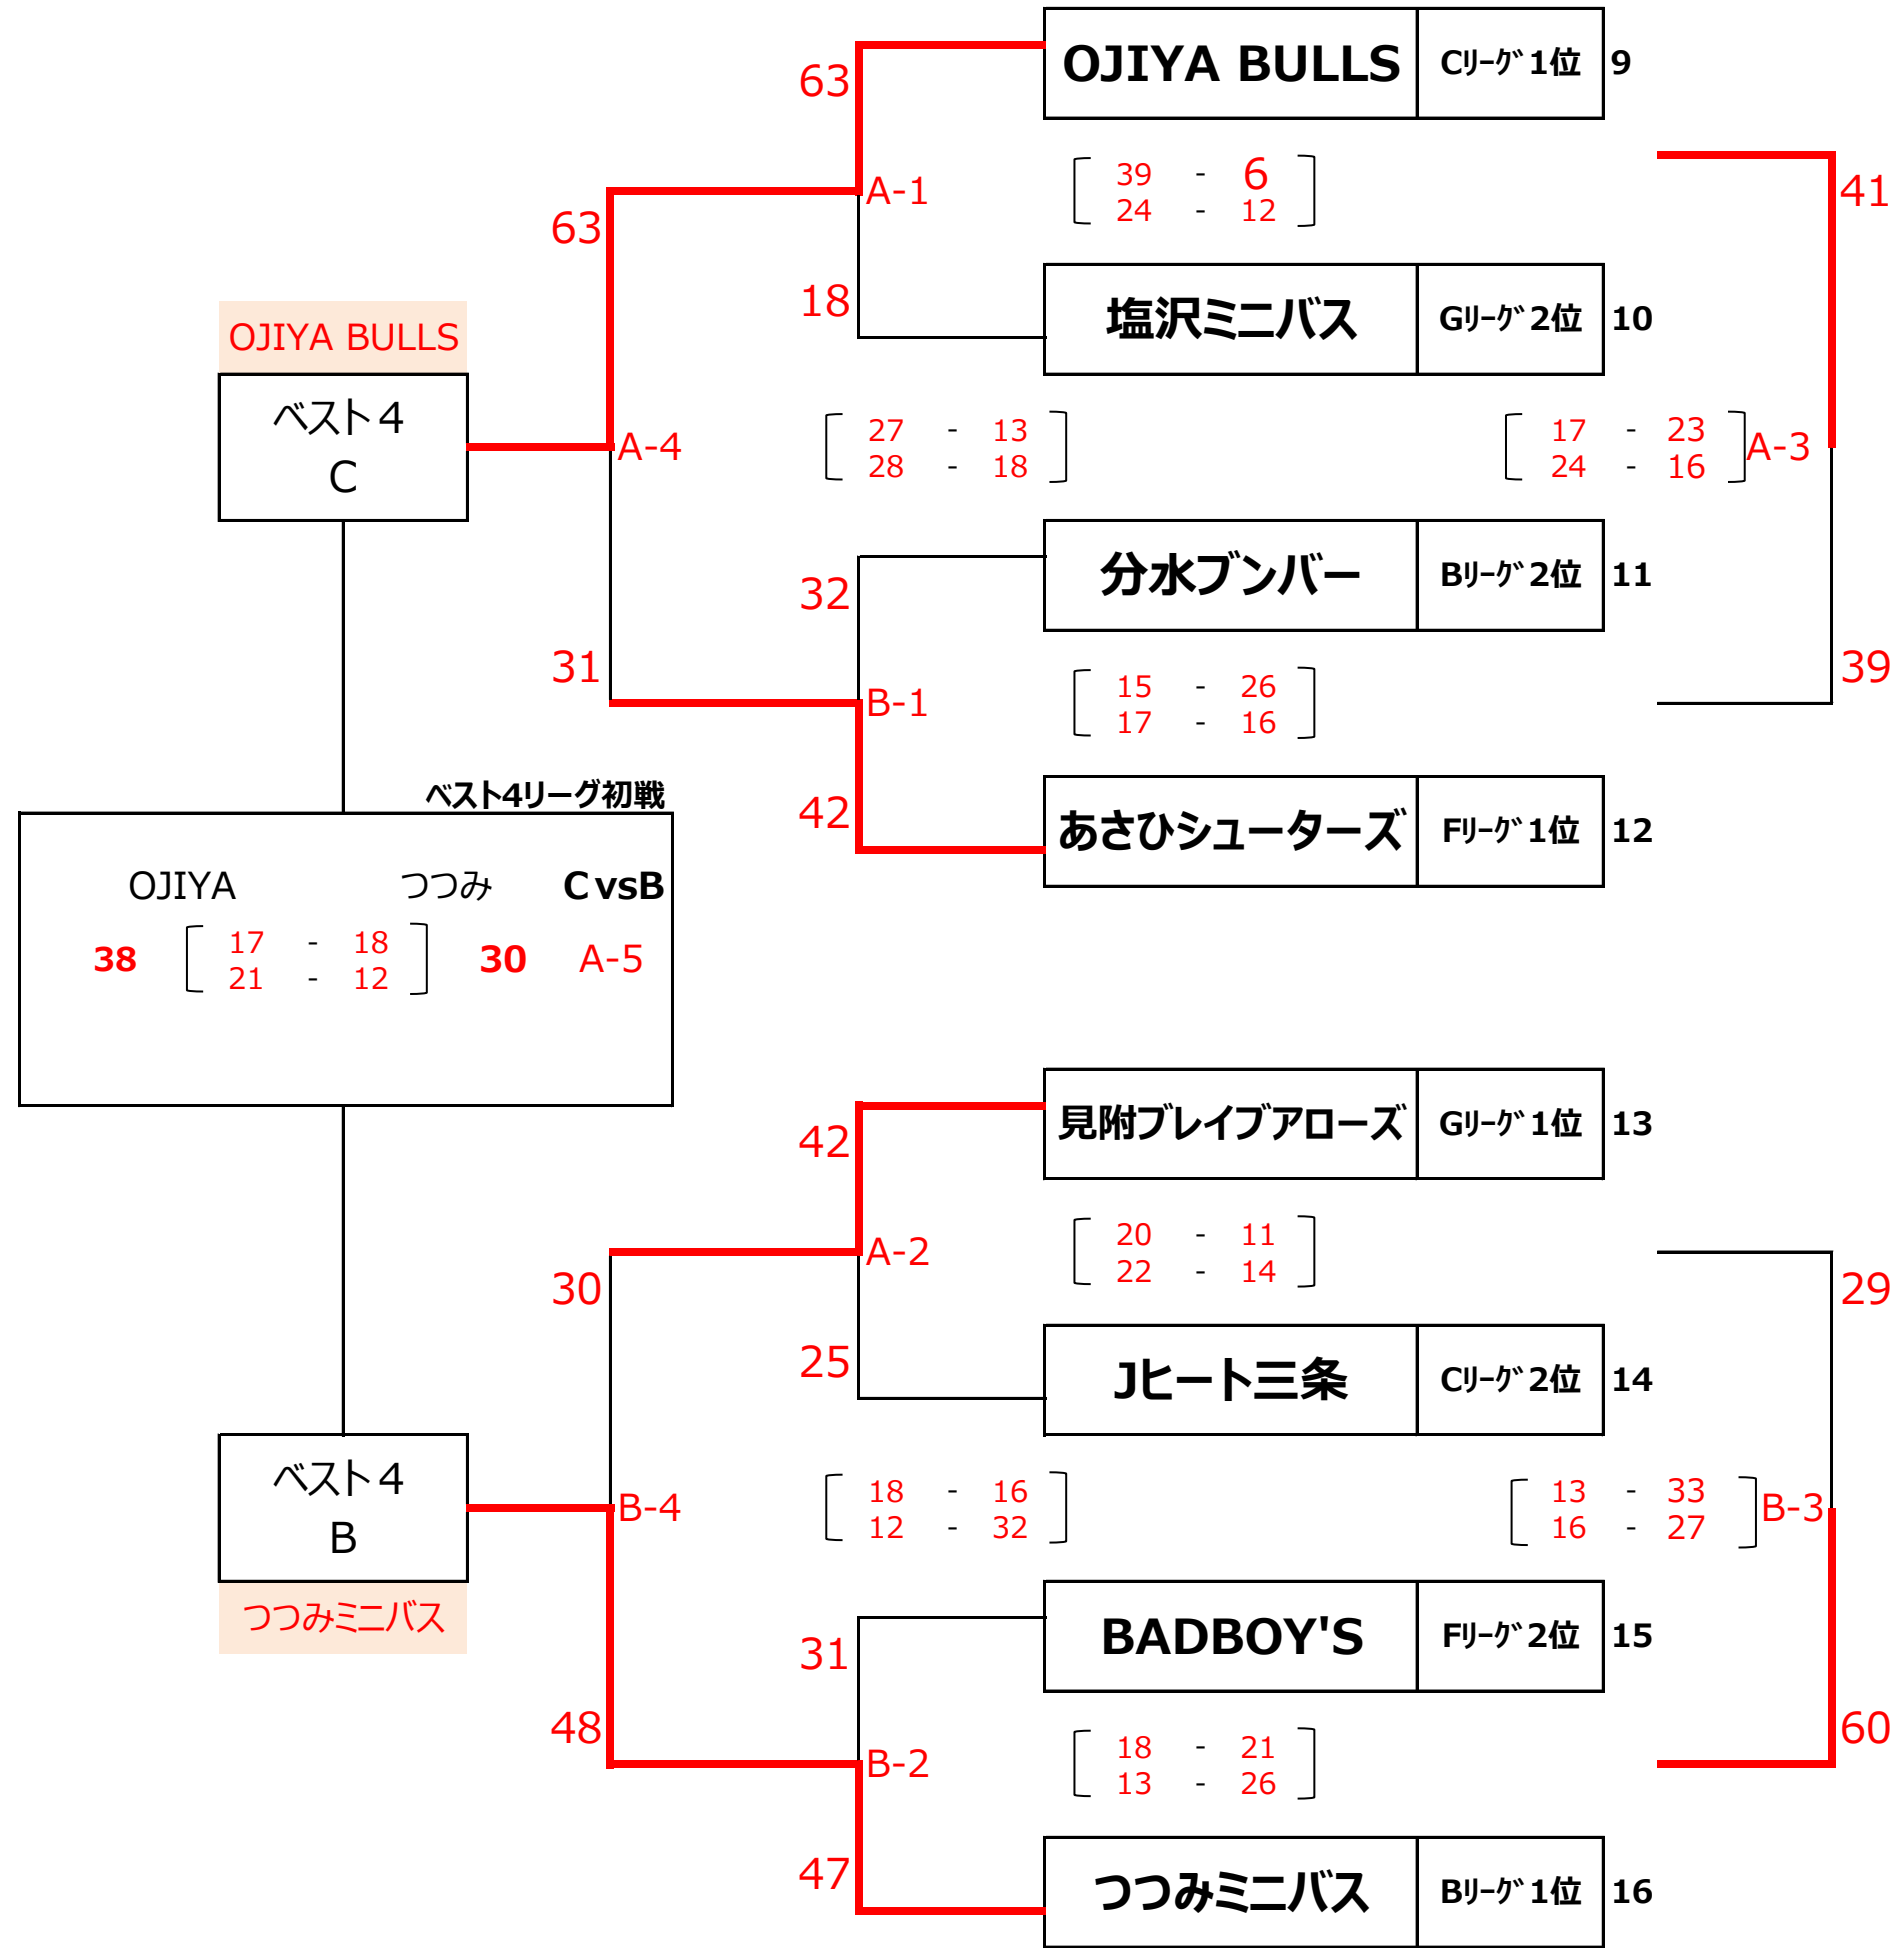 OJIYA BULLS Cﾘｰｸﾞ1位 9
63
39 - 6
24 - 12
A-1
41
63
18
塩沢ミニバス Gﾘｰｸﾞ2位 10
OJIYA BULLS
ベスト４
C
A-4
27 - 13
28 - 18
17 - 23
24 - 16
A-3
分水ブンバー Bﾘｰｸﾞ2位 11
32
31
B-1
15 - 26
17 - 16
39
42
あさひシューターズ Fﾘｰｸﾞ1位 12
ベスト4リーグ初戦
OJIYA つつみ C vsB
38 17 - 18 30 A-5
21 - 12
見附ブレイブアローズ Gﾘｰｸﾞ1位 13
42
A-2
20 - 11
22 - 14
30
29
25
Jヒート三条 Cﾘｰｸﾞ2位 14
ベスト４
B
つつみミニバス
B-4
18 - 16
12 - 32
13 - 33
16 - 27
B-3
BADBOY'S Fﾘｰｸﾞ2位 15
31
48
B-2
18 - 21
13 - 26
60
47
つつみミニバス Bﾘｰｸﾞ1位 16